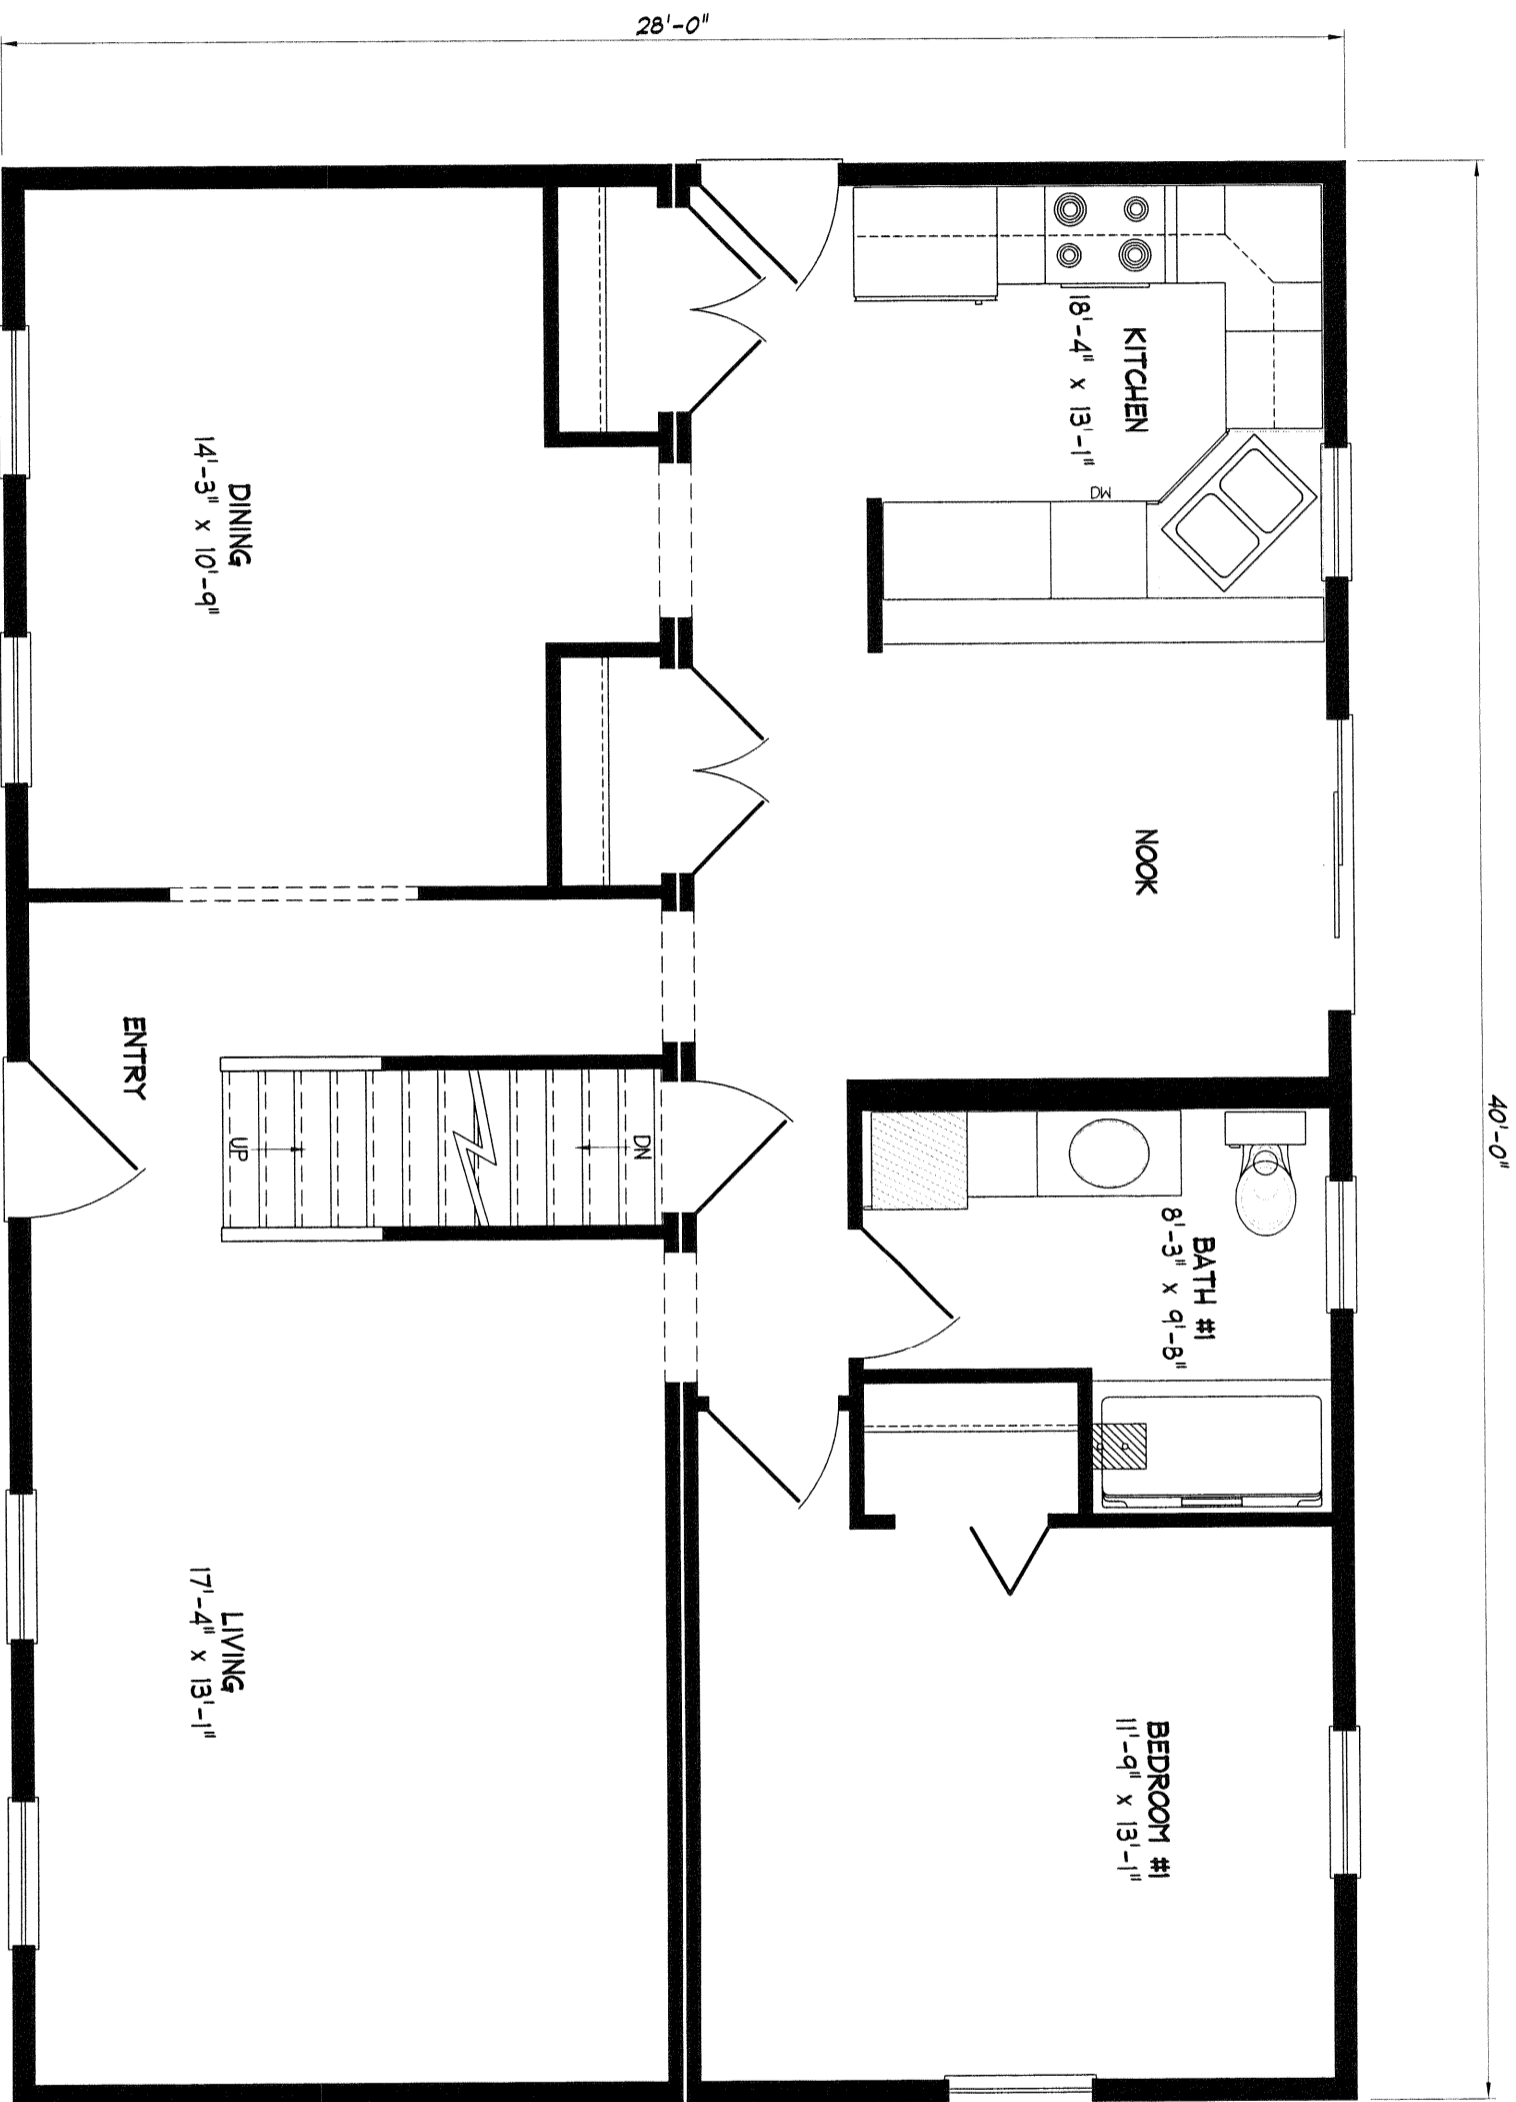 40'-0"
28'-0"
KITCHEN
18'-4" x 13'-1"
DW
NOOK
BATH #1
8'-3" x 9'-8"
BEDROOM #1
11'-9" x 13'-1"
DINING
14'-3" x 10'-9"
DN
UP
ENTRY
LIVING
17'-4" x 13'-1"